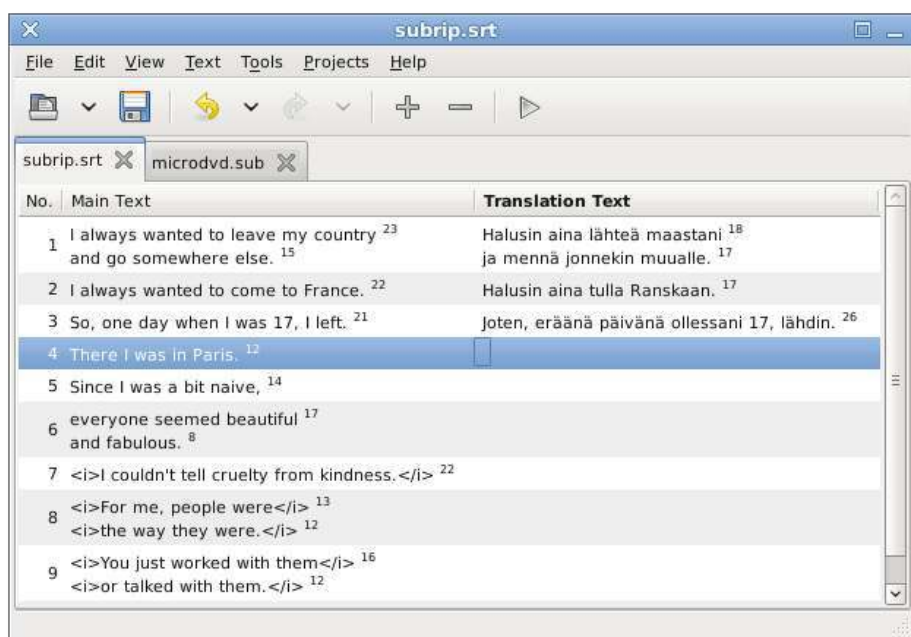 subrip.srt
File Edit View Text Tools Projects Help
subrip.srt microdvd.sub
No. Main Text Translation Text
1 I always wanted to leave my country 23 Halusin aina lähteä maastani 18
and go somewhere else. 15 ja mennä jonnekin muualle. 17
2 I always wanted to come to France. 22 Halusin aina tulla Ranskaan. 17
3 So, one day when I was 17, I left. 21 Joten, eräänä päivänä ollessani 17, lähdin. 26
4 There I was in Paris. 12
5 Since I was a bit naive, 14
6 everyone seemed beautiful 17
and fabulous. 8
7 <i>I couldn't tell cruelty from kindness.</i> 22
8 <i>For me, people were</i> 13
<i>the way they were.</i> 12
9 <i>You just worked with them</i> 16
<i>or talked with them.</i> 12